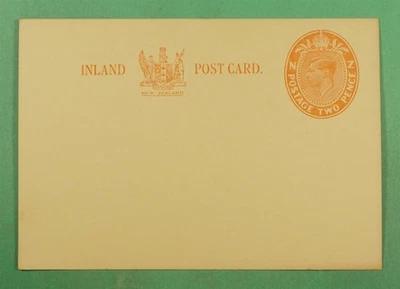 INLAND POST CARD.
NEW ZEALAND
N Z POSTAGE TWO PENCE